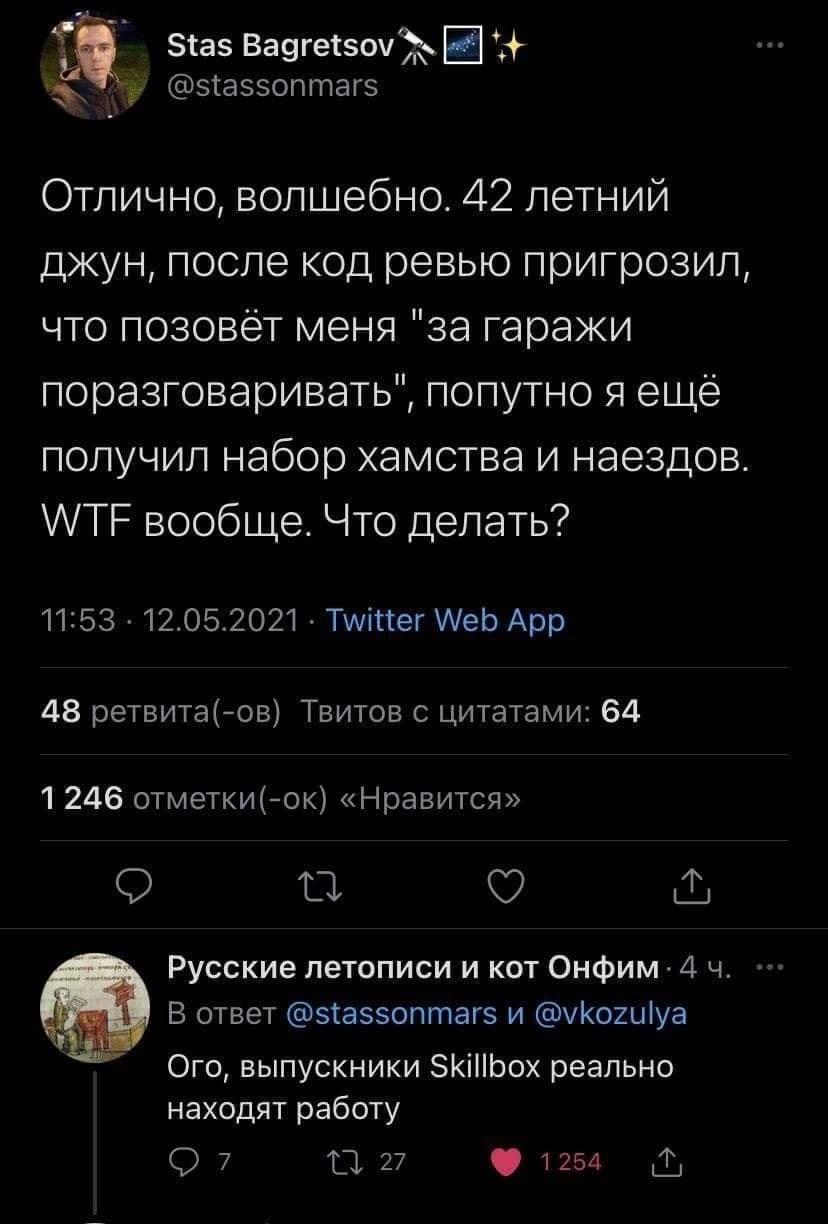 Stas Bagretsov🔭🌌✨
@stassonmars
Отлично, волшебно. 42 летний
джун, после код ревью пригрозил,
что позовёт меня "за гаражи
поразговаривать", попутно я ещё
получил набор хамства и наездов.
WTF вообще. Что делать?
11:53 · 12.05.2021 · Twitter Web App
48 ретвита(-ов) Твитов с цитатами: 64
1 246 отметки(-ок) «Нравится»
Русские летописи и кот Онфим · 4 ч.
В ответ @stassonmars и @vkozulya
Ого, выпускники Skillbox реально
находят работу
7 27 1 254